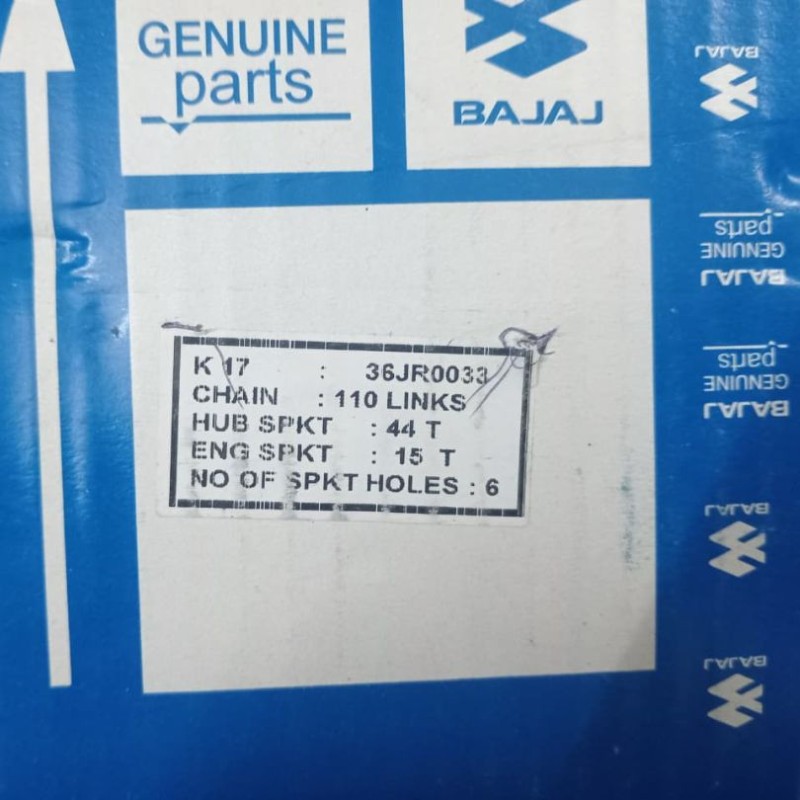 GENUINE
parts
BAJAJ
K 17 : 36JR0033
CHAIN : 110 LINKS
HUB SPKT : 44 T
ENG SPKT : 15 T
NO OF SPKT HOLES : 6
BAJAJ
BAJAJ
GENUINE
parts
BAJAJ
GENUINE
parts
BAJAJ
BAJAJ